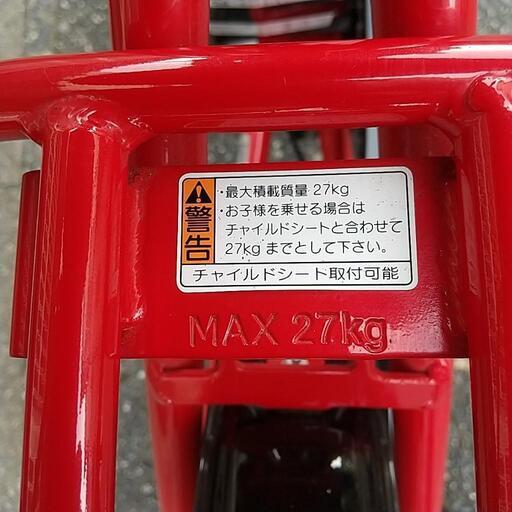 警告
・最大積載質量 27kg
・お子様を乗せる場合は
チャイルドシートと合わせて
27kg までとして下さい。
チャイルドシート取付可能
MAX 27kg